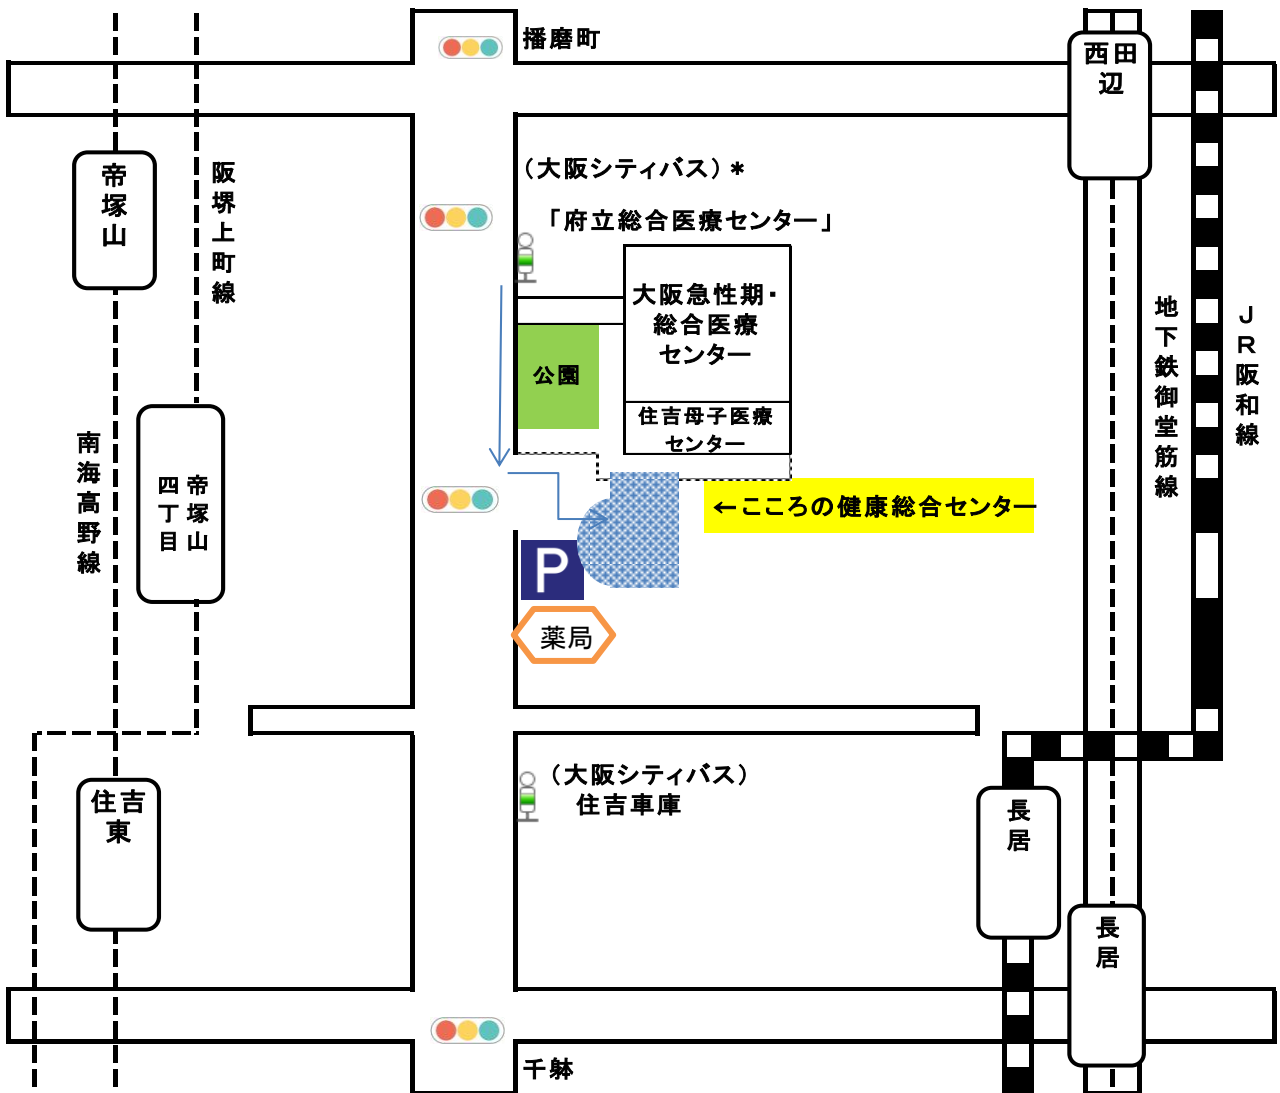 播磨町
西田辺
（大阪シティバス）＊
「府立総合医療センター」
帝塚山
阪堺上町線
大阪急性期・
総合医療
センター
公園
住吉母子医療
センター
地下鉄御堂筋線
ＪＲ阪和線
南海高野線
帝塚山
四丁目
←こころの健康総合センター
P
薬局
（大阪シティバス）
住吉車庫
住吉東
長居
長居
千躰